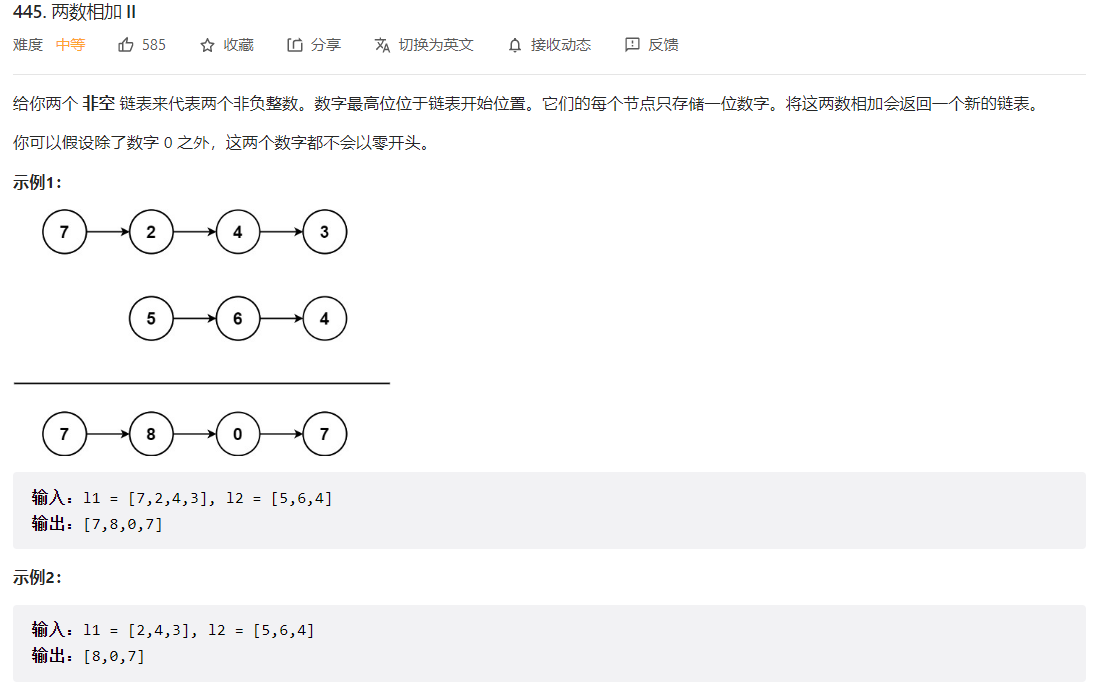 445. 两数相加 II
难度 中等 585 收藏 分享 切换为英文 接收动态 反馈
给你两个 非空 链表来代表两个非负整数。数字最高位位于链表开始位置。它们的每个节点只存储一位数字。将这两数相加会返回一个新的链表。
你可以假设除了数字 0 之外，这两个数字都不会以零开头。
示例1：
7 2 4 3
5 6 4
7 8 0 7
输入：l1 = [7,2,4,3], l2 = [5,6,4]
输出：[7,8,0,7]
示例2：
输入：l1 = [2,4,3], l2 = [5,6,4]
输出：[8,0,7]